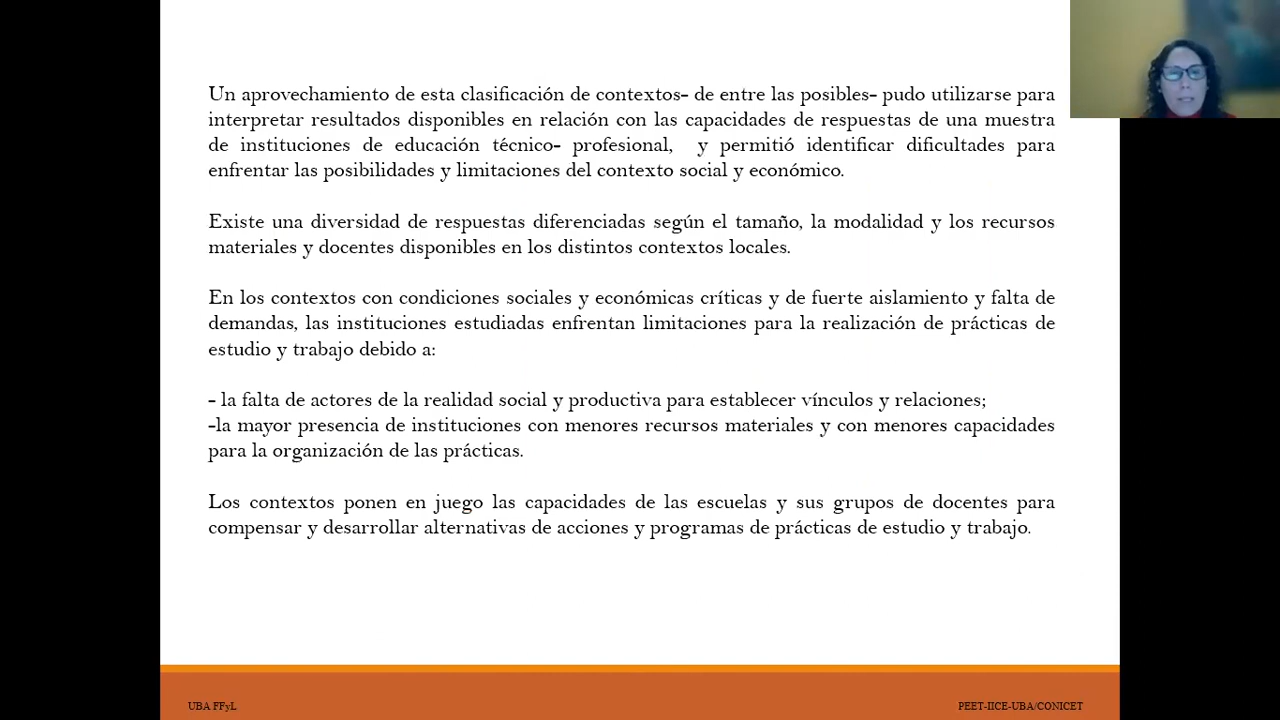 Un aprovechamiento de esta clasificación de contextos- de entre las posibles- pudo utilizarse para
interpretar resultados disponibles en relación con las capacidades de respuestas de una muestra
de instituciones de educación técnico- profesional, y permitió identificar dificultades para
enfrentar las posibilidades y limitaciones del contexto social y económico.
Existe una diversidad de respuestas diferenciadas según el tamaño, la modalidad y los recursos
materiales y docentes disponibles en los distintos contextos locales.
En los contextos con condiciones sociales y económicas críticas y de fuerte aislamiento y falta de
demandas, las instituciones estudiadas enfrentan limitaciones para la realización de prácticas de
estudio y trabajo debido a:
- la falta de actores de la realidad social y productiva para establecer vínculos y relaciones;
-la mayor presencia de instituciones con menores recursos materiales y con menores capacidades
para la organización de las prácticas.
Los contextos ponen en juego las capacidades de las escuelas y sus grupos de docentes para
compensar y desarrollar alternativas de acciones y programas de prácticas de estudio y trabajo.
UBA FFyL
PEET-IICE-UBA/CONICET